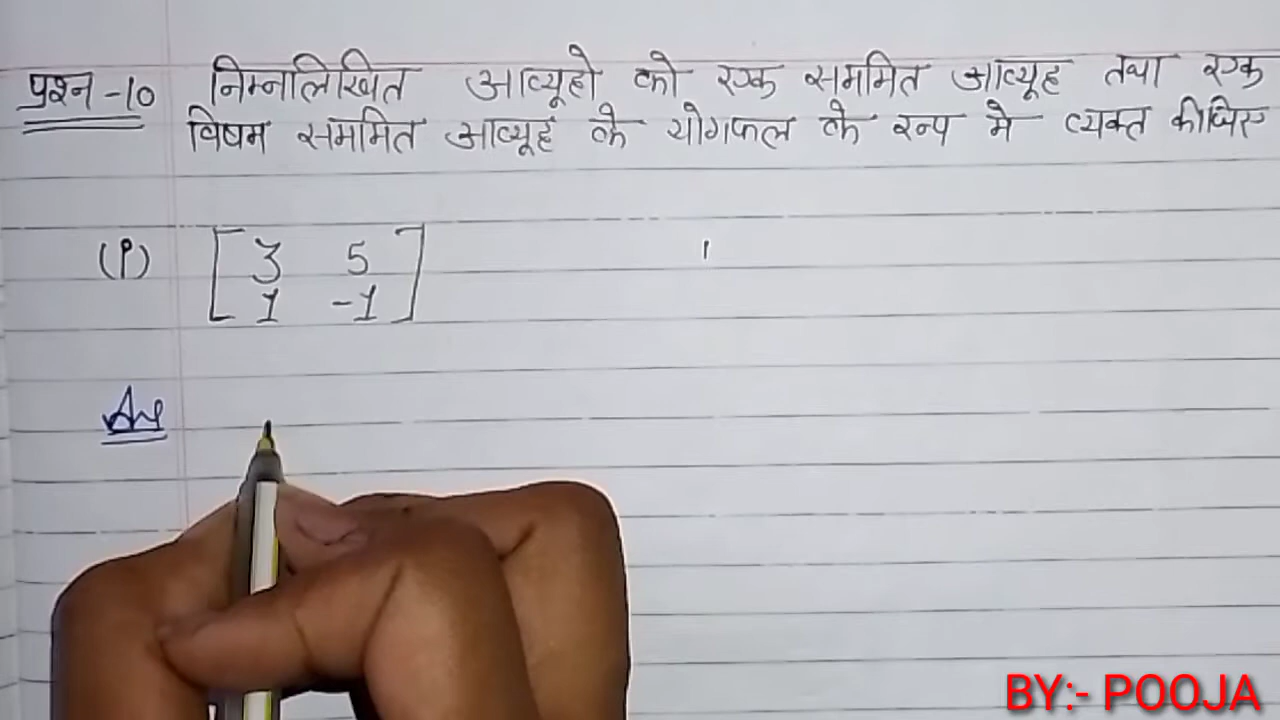 प्रश्न -10 निम्नलिखित आव्यूहो को एक सममित आव्यूह तथा एक
विषम सममित आव्यूह के योगफल के रूप मे व्यक्त कीजिए
(i) [ 3 5
1 -1 ]
Ans
BY:- POOJA